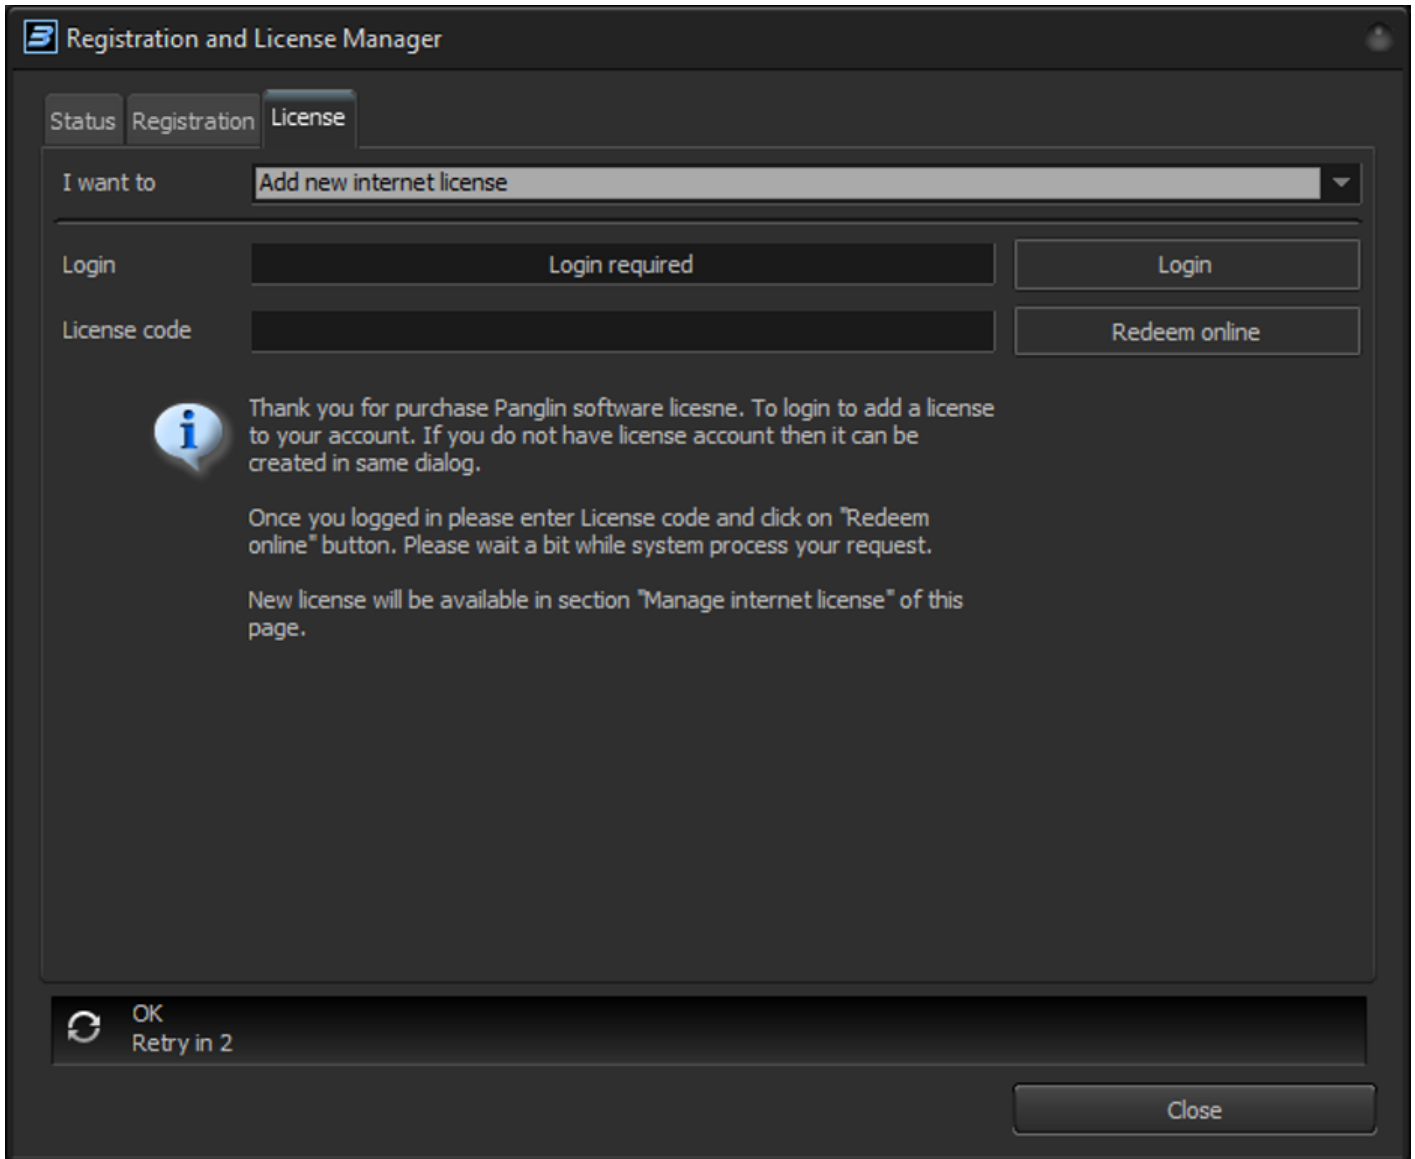 Registration and License Manager
Status Registration License
I want to Add new internet license
Login Login required Login
License code Redeem online
Thank you for purchase Panglin software licesne. To login to add a license
to your account. If you do not have license account then it can be
created in same dialog.
Once you logged in please enter License code and click on "Redeem
online" button. Please wait a bit while system process your request.
New license will be available in section "Manage internet license" of this
page.
OK
Retry in 2
Close